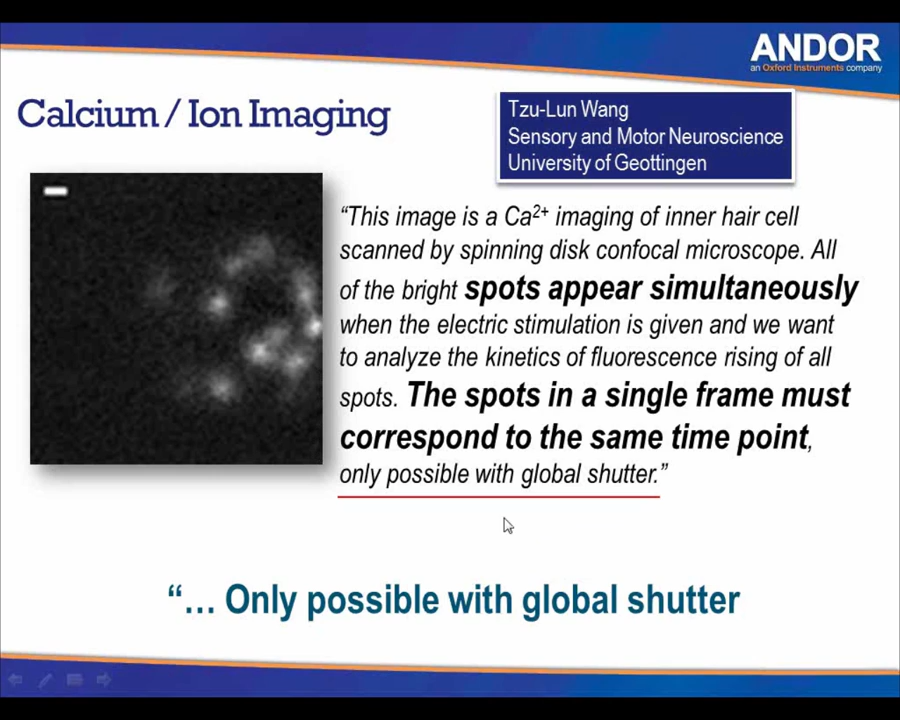 ANDOR
an Oxford Instruments company
Calcium / Ion Imaging
Tzu-Lun Wang
Sensory and Motor Neuroscience
University of Geottingen
“This image is a Ca2+ imaging of inner hair cell
scanned by spinning disk confocal microscope. All
of the bright spots appear simultaneously
when the electric stimulation is given and we want
to analyze the kinetics of fluorescence rising of all
spots. The spots in a single frame must
correspond to the same time point,
only possible with global shutter.”
“… Only possible with global shutter